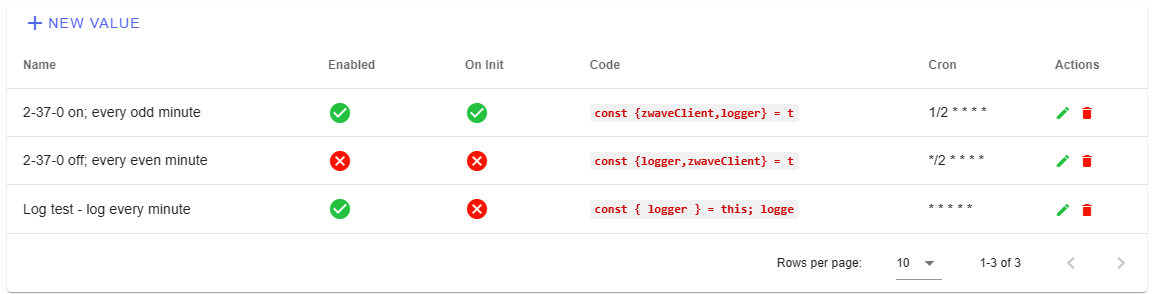 NEW VALUE
Name Enabled On Init Code Cron Actions
2-37-0 on; every odd minute const {zwaveClient,logger} = t 1/2 * * * *
2-37-0 off; every even minute const {logger,zwaveClient} = t */2 * * * *
Log test - log every minute const { logger } = this; logge * * * * *
Rows per page: 10 1-3 of 3